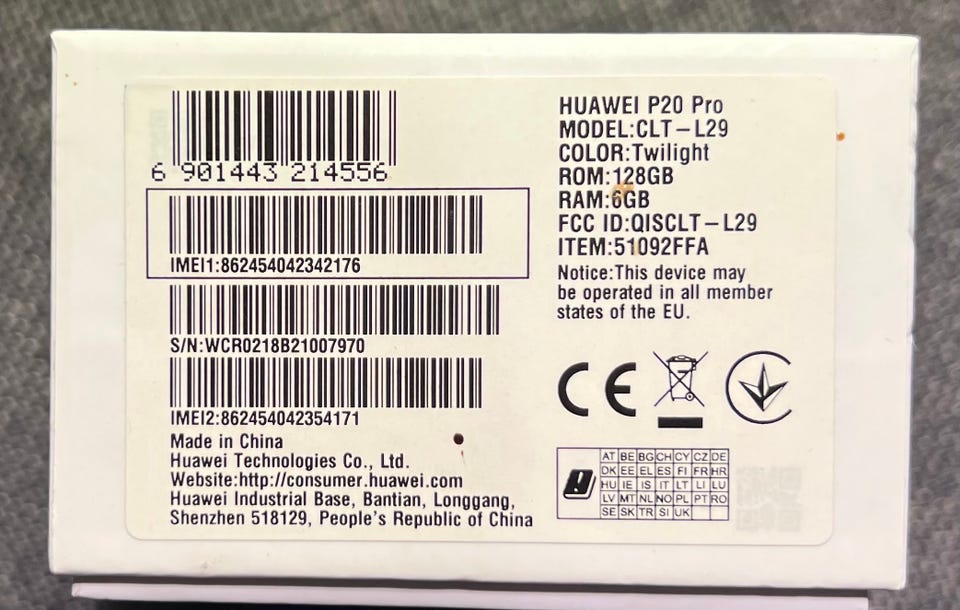 6 901443 214556
IMEI1:862454042342176
S/N:WCR0218B21007970
IMEI2:862454042354171
Made in China
Huawei Technologies Co., Ltd.
Website:http://consumer.huawei.com
Huawei Industrial Base, Bantian, Longgang,
Shenzhen 518129, People's Republic of China
HUAWEI P20 Pro
MODEL:CLT-L29
COLOR:Twilight
ROM:128GB
RAM:6GB
FCC ID:QISCLT-L29
ITEM:51092FFA
Notice:This device may
be operated in all member
states of the EU.
CE
AT BE BG CH CY CZ DE
DK EE EL ES FI FR HR
HU IE IS IT LT LI LU
LV MT NL NO PL PT RO
SE SK TR SI UK